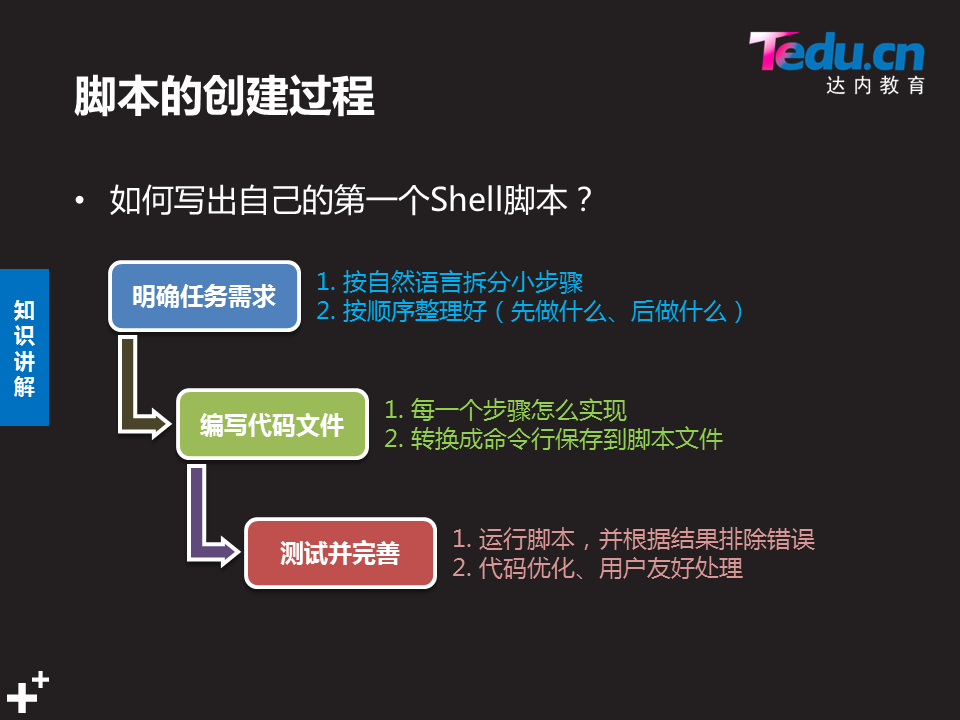 Tedu.cn
达内教育
脚本的创建过程
• 如何写出自己的第一个Shell脚本？
知识讲解
明确任务需求
1. 按自然语言拆分小步骤
2. 按顺序整理好（先做什么、后做什么）
编写代码文件
1. 每一个步骤怎么实现
2. 转换成命令行保存到脚本文件
测试并完善
1. 运行脚本，并根据结果排除错误
2. 代码优化、用户友好处理